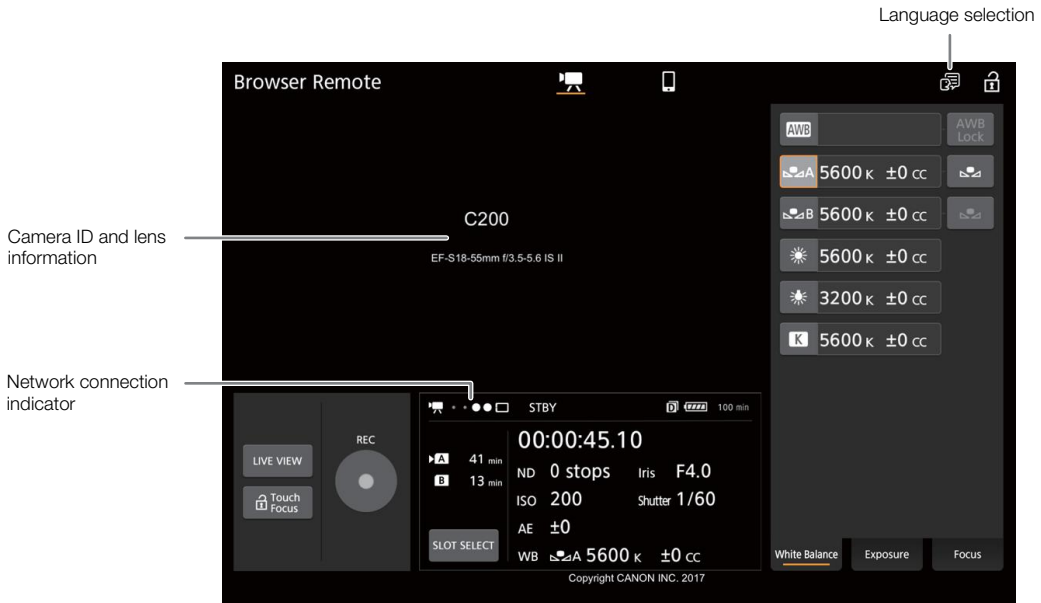 Language selection
Browser Remote
AWB
AWB Lock
A 5600 K ±0 CC
B 5600 K ±0 CC
5600 K ±0 CC
3200 K ±0 CC
K 5600 K ±0 CC
C200
EF-S18-55mm f/3.5-5.6 IS II
Camera ID and lens
information
Network connection
indicator
LIVE VIEW
Touch
Focus
REC
STBY
D 100 min
00:00:45.10
A 41 min
B 13 min
ND 0 stops Iris F4.0
ISO 200 Shutter 1/60
AE ±0
SLOT SELECT
WB A 5600 K ±0 CC
White Balance Exposure Focus
Copyright CANON INC. 2017